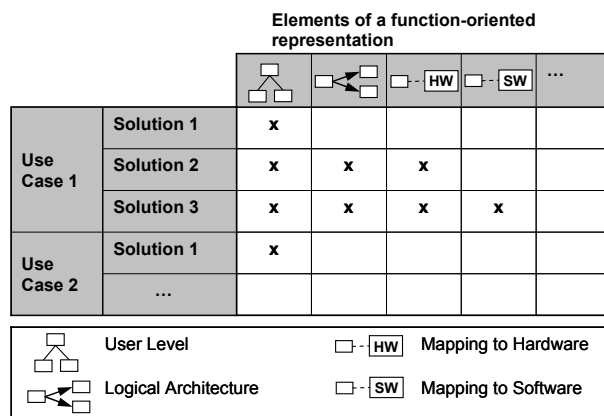 Elements of a function-oriented
representation
HW
SW
...
Solution 1
x
Use
Case 1
Solution 2
x
x
x
Solution 3
x
x
x
x
Use
Case 2
Solution 1
x
...
User Level
HW
Mapping to Hardware
Logical Architecture
SW
Mapping to Software